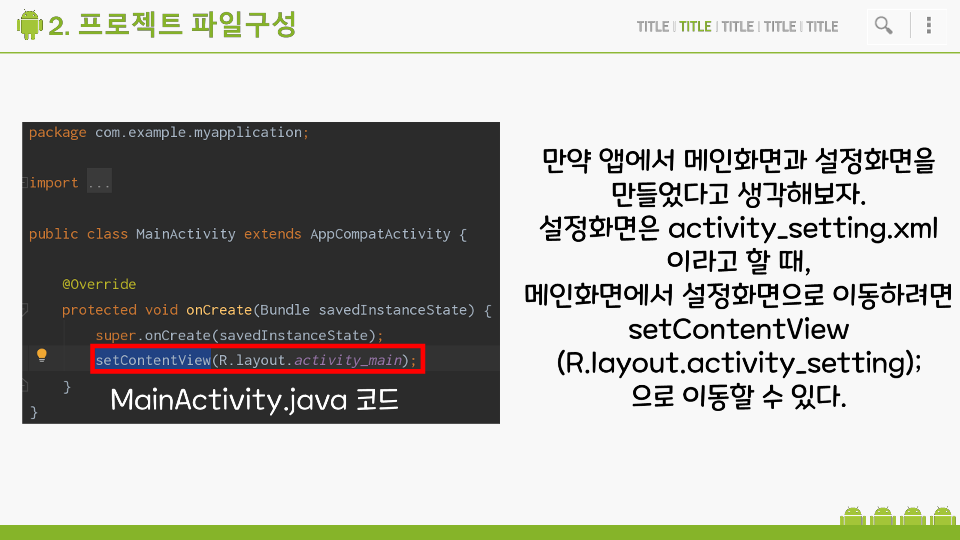 2. 프로젝트 파일구성
TITLE | TITLE | TITLE | TITLE | TITLE
package com.example.myapplication;
import ...
public class MainActivity extends AppCompatActivity {
@Override
protected void onCreate(Bundle savedInstanceState) {
super.onCreate(savedInstanceState);
setContentView(R.layout.activity_main);
}
}
MainActivity.java 코드
만약 앱에서 메인화면과 설정화면을
만들었다고 생각해보자.
설정화면은 activity_setting.xml
이라고 할 때,
메인화면에서 설정화면으로 이동하려면
setContentView
(R.layout.activity_setting);
으로 이동할 수 있다.